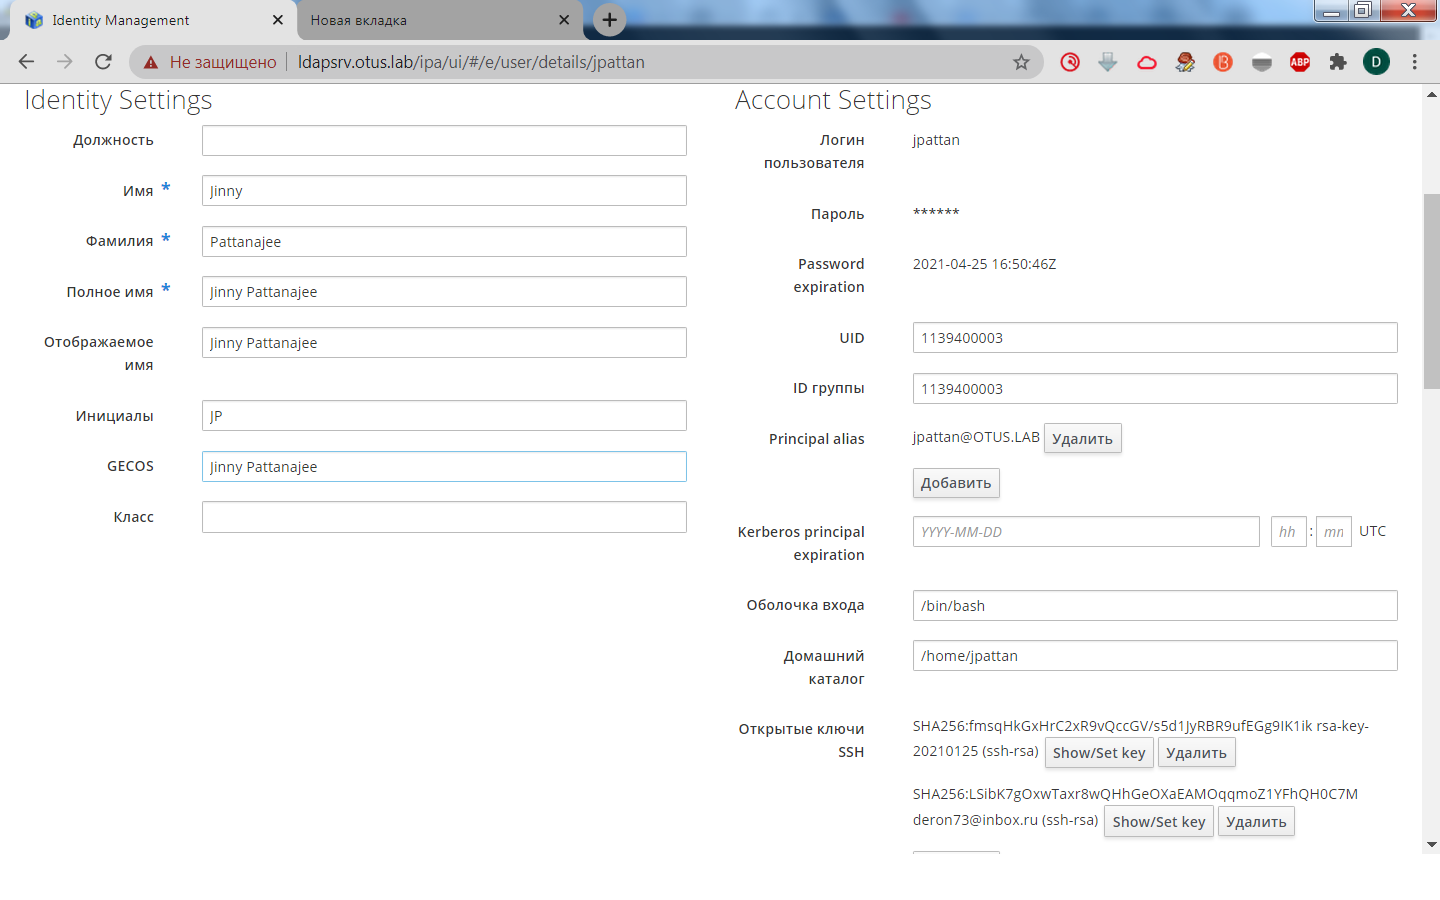 Identity Management
Новая вкладка
Не защищено
ldapsrv.otus.lab/ipa/ui/#/e/user/details/jpattan
ABP
D
Identity Settings
Должность
Имя *
Jinny
Фамилия *
Pattanajee
Полное имя *
Jinny Pattanajee
Отображаемое
имя
Jinny Pattanajee
Инициалы
JP
GECOS
Jinny Pattanajee
Класс
Account Settings
Логин
пользователя
jpattan
Пароль
******
Password
expiration
2021-04-25 16:50:46Z
UID
1139400003
ID группы
1139400003
Principal alias
jpattan@OTUS.LAB Удалить
Добавить
Kerberos principal
expiration
YYYY-MM-DD hh : mm UTC
Оболочка входа
/bin/bash
Домашний
каталог
/home/jpattan
Открытые ключи
SSH
SHA256:fmsqHkGxHrC2xR9vQccGV/s5d1JyRBR9ufEGg9IK1ik rsa-key-
20210125 (ssh-rsa) Show/Set key Удалить
SHA256:LSibK7gOxwTaxr8wQHhGeOXaEAMOqqmoZ1YFhQH0C7M
deron73@inbox.ru (ssh-rsa) Show/Set key Удалить